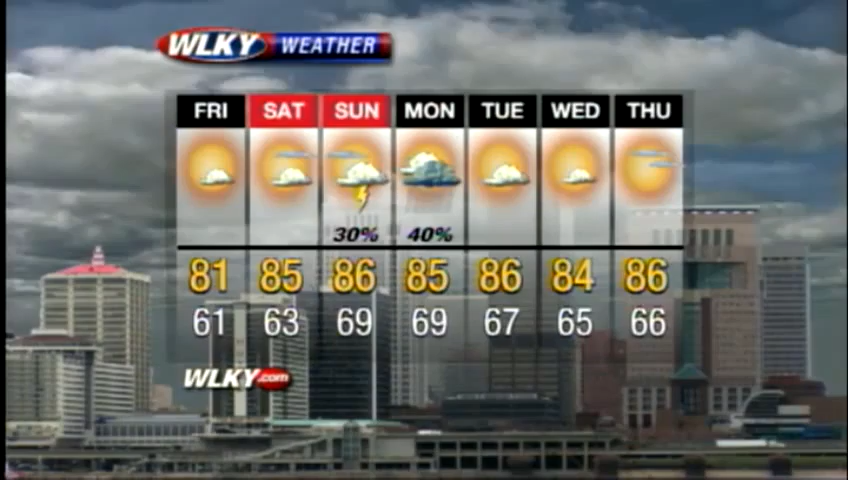 WLKY WEATHER
FRI SAT SUN MON TUE WED THU
30% 40%
81 85 86 85 86 84 86
61 63 69 69 67 65 66
WLKY.com